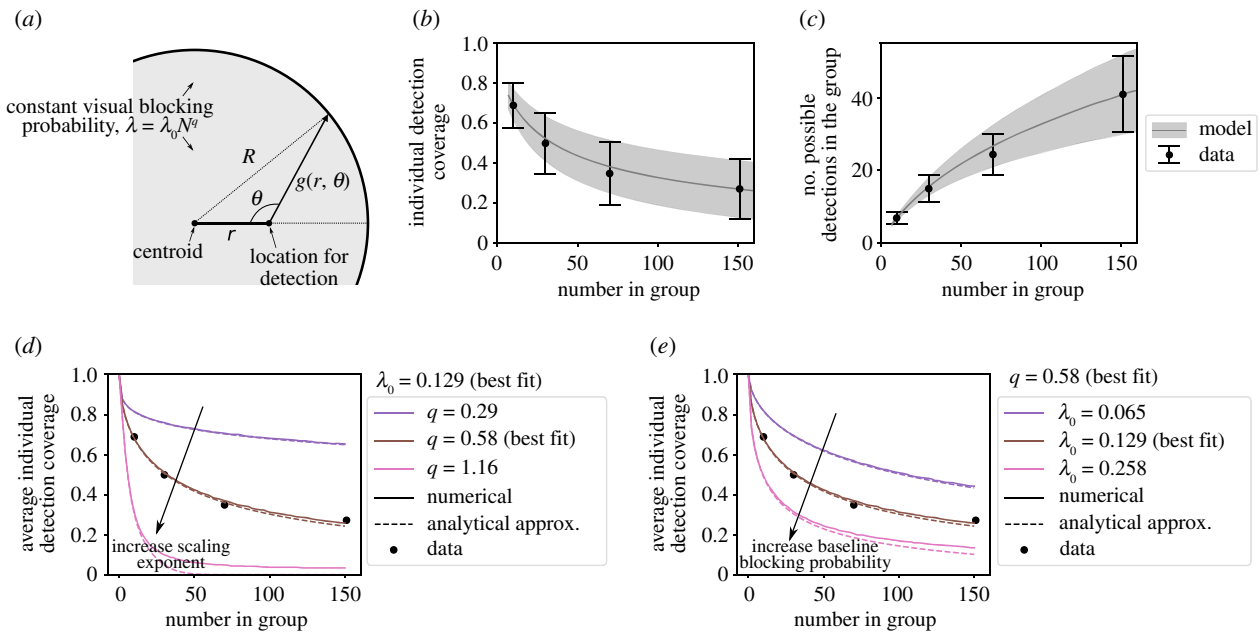 (a)
constant visual blocking
probability, λ = λ₀Nᑫ
R
g(r, θ)
θ
r
centroid
location for
detection
(b)
individual detection
coverage
1.0
0.8
0.6
0.4
0.2
0
0
50
100
150
number in group
(c)
no. possible
detections in the group
40
20
0
0
50
100
150
number in group
model
data
(d)
average individual
detection coverage
1.0
0.8
0.6
0.4
0.2
0
0
50
100
150
number in group
increase scaling
exponent
λ₀ = 0.129 (best fit)
q = 0.29
q = 0.58 (best fit)
q = 1.16
numerical
analytical approx.
data
(e)
average individual
detection coverage
1.0
0.8
0.6
0.4
0.2
0
0
50
100
150
number in group
increase baseline
blocking probability
q = 0.58 (best fit)
λ₀ = 0.065
λ₀ = 0.129 (best fit)
λ₀ = 0.258
numerical
analytical approx.
data